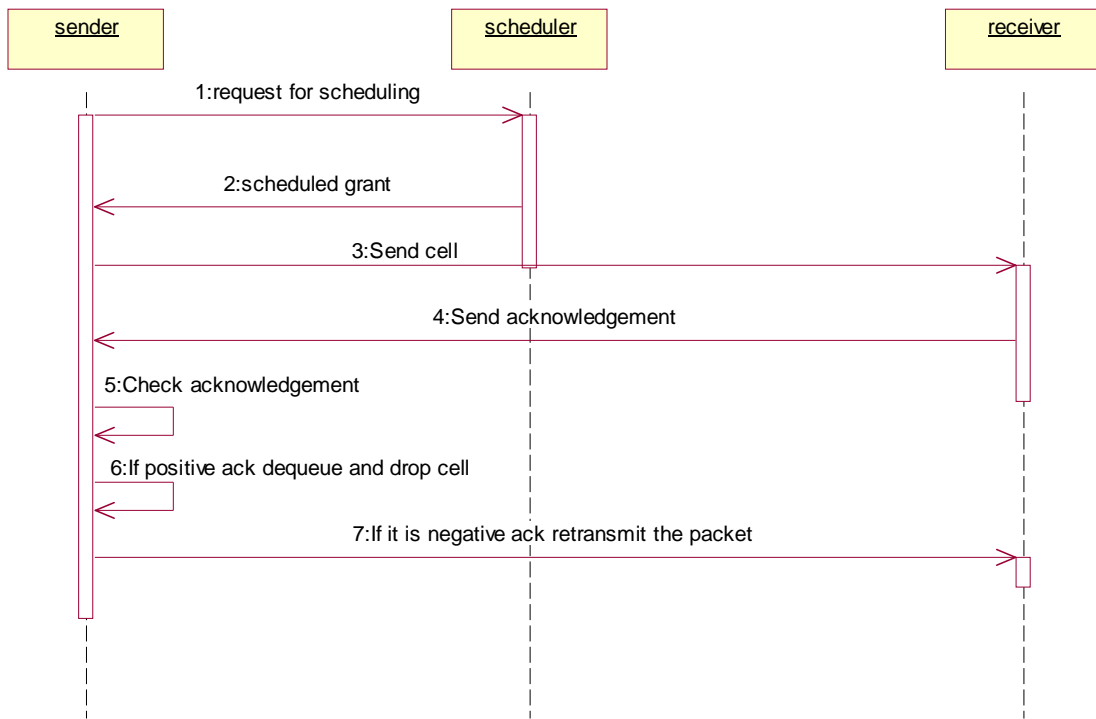 sender
scheduler
receiver
1:request for scheduling
2:scheduled grant
3:Send cell
4:Send acknowledgement
5:Check acknowledgement
6:If positive ack dequeue and drop cell
7:If it is negative ack retransmit the packet